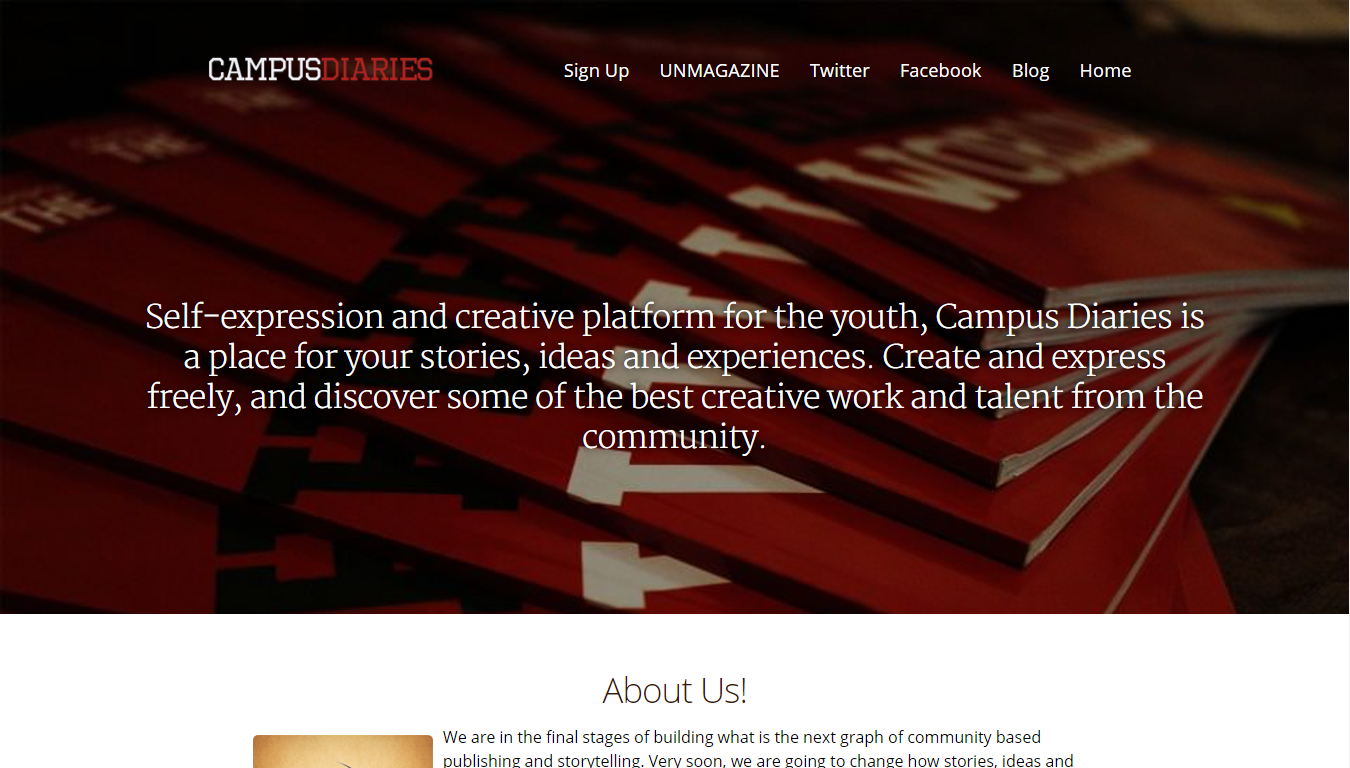 CAMPUSDIARIES
Sign Up UNMAGAZINE Twitter Facebook Blog Home
THE
THE
THE
Self-expression and creative platform for the youth, Campus Diaries is
a place for your stories, ideas and experiences. Create and express
freely, and discover some of the best creative work and talent from the
community.
About Us!
We are in the final stages of building what is the next graph of community based
publishing and storytelling. Very soon, we are going to change how stories, ideas and